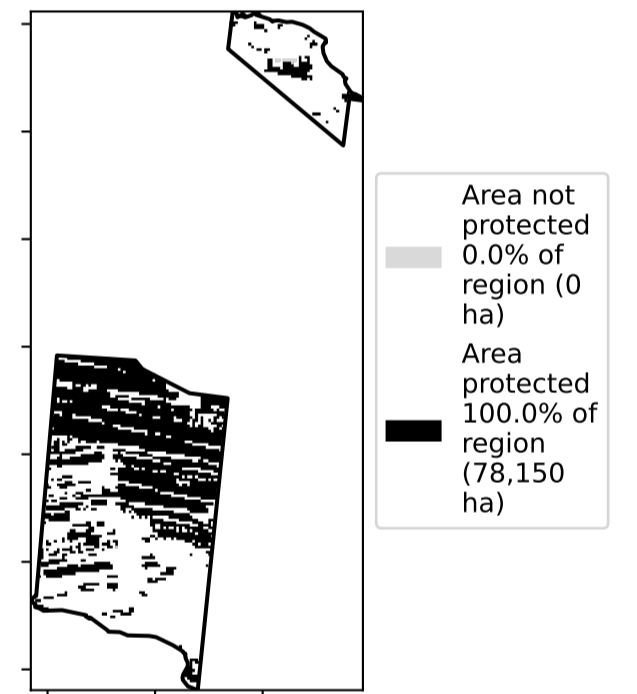 Area not
protected
0.0% of
region (0
ha)
Area
protected
100.0% of
region
(78,150
ha)